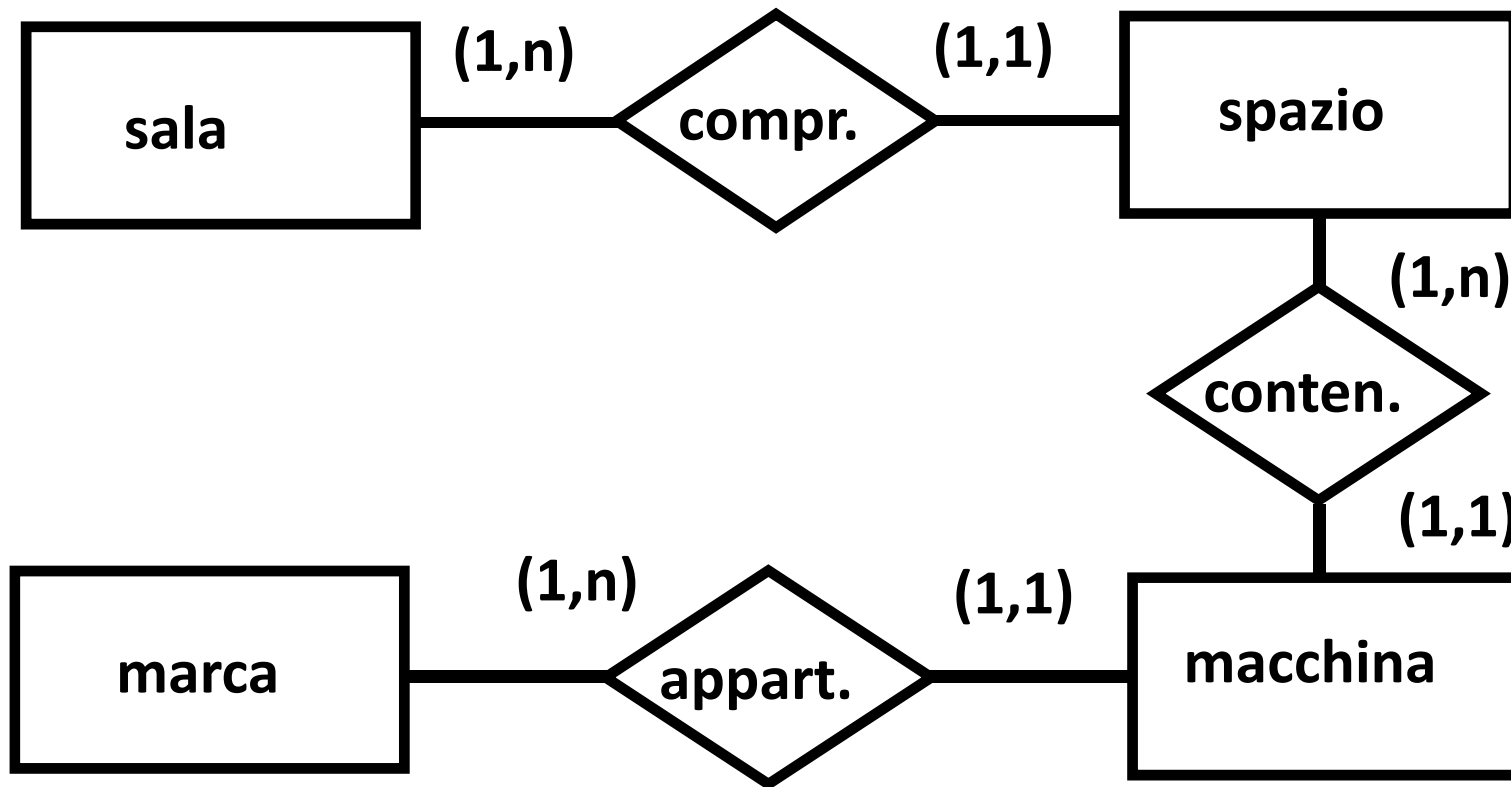 sala
(1,n)
compr.
(1,1)
spazio
(1,n)
conten.
(1,1)
marca
(1,n)
appart.
(1,1)
macchina